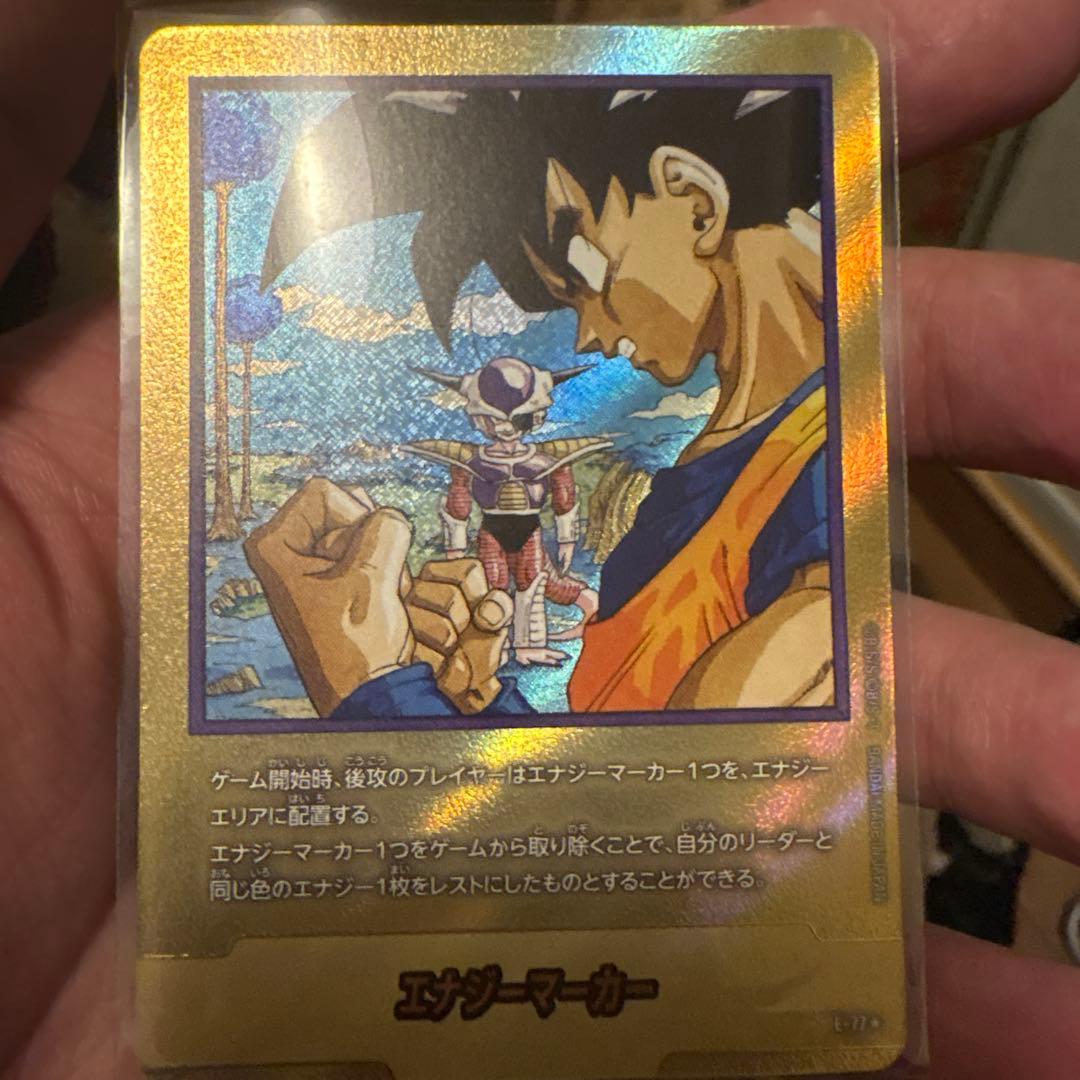 ゲーム開始時、後攻のプレイヤーはエナジーマーカー1つを、エナジー
エリアに配置する。
エナジーマーカー1つをゲームから取り除くことで、自分のリーダーと
同じ色のエナジー1枚をレストにしたものとすることができる。
エナジーマーカー
E-77★